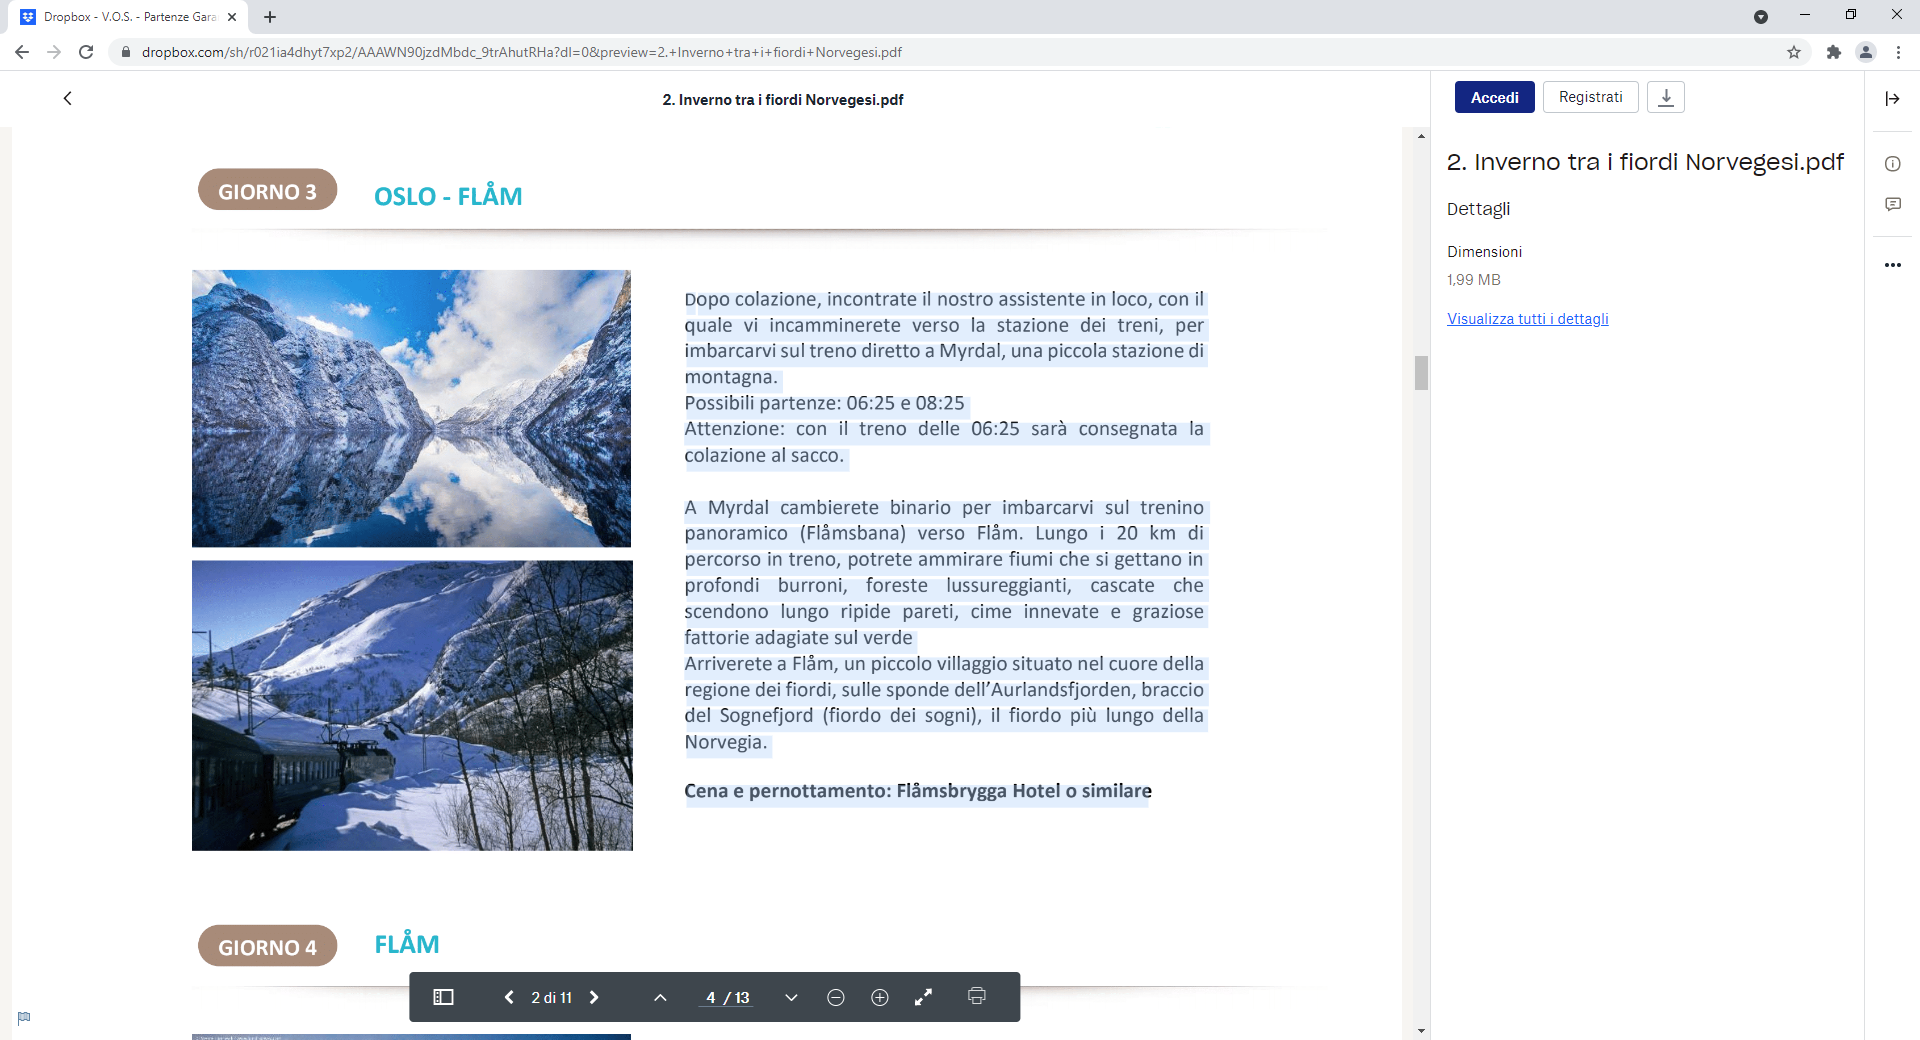 Dropbox - V.O.S. - Partenze Gara
dropbox.com/sh/r021ia4dhyt7xp2/AAAWN90jzdMbdc_9trAhutRHa?dl=0&preview=2.+Inverno+tra+i+fiordi+Norvegesi.pdf
2. Inverno tra i fiordi Norvegesi.pdf
Accedi
Registrati
2. Inverno tra i fiordi Norvegesi.pdf
Dettagli
Dimensioni
1,99 MB
Visualizza tutti i dettagli
GIORNO 3
OSLO - FLÅM
Dopo colazione, incontrate il nostro assistente in loco, con il
quale vi incamminerete verso la stazione dei treni, per
imbarcarvi sul treno diretto a Myrdal, una piccola stazione di
montagna.
Possibili partenze: 06:25 e 08:25
Attenzione: con il treno delle 06:25 sarà consegnata la
colazione al sacco.
A Myrdal cambierete binario per imbarcarvi sul trenino
panoramico (Flåmsbana) verso Flåm. Lungo i 20 km di
percorso in treno, potrete ammirare fiumi che si gettano in
profondi burroni, foreste lussureggianti, cascate che
scendono lungo ripide pareti, cime innevate e graziose
fattorie adagiate sul verde
Arriverete a Flåm, un piccolo villaggio situato nel cuore della
regione dei fiordi, sulle sponde dell'Aurlandsfjorden, braccio
del Sognefjord (fiordo dei sogni), il fiordo più lungo della
Norvegia.
Cena e pernottamento: Flåmsbrygga Hotel o similare
GIORNO 4
FLÅM
2 di 11
4 / 13